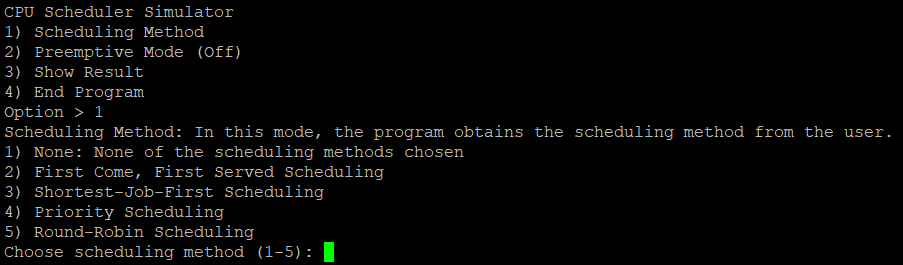 CPU Scheduler Simulator
1) Scheduling Method
2) Preemptive Mode (Off)
3) Show Result
4) End Program
Option > 1
Scheduling Method: In this mode, the program obtains the scheduling method from the user.
1) None: None of the scheduling methods chosen
2) First Come, First Served Scheduling
3) Shortest-Job-First Scheduling
4) Priority Scheduling
5) Round-Robin Scheduling
Choose scheduling method (1-5):